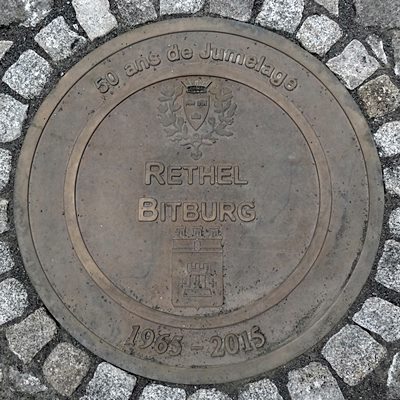 50 ans de Jumelage
RETHEL
BITBURG
1965 - 2015